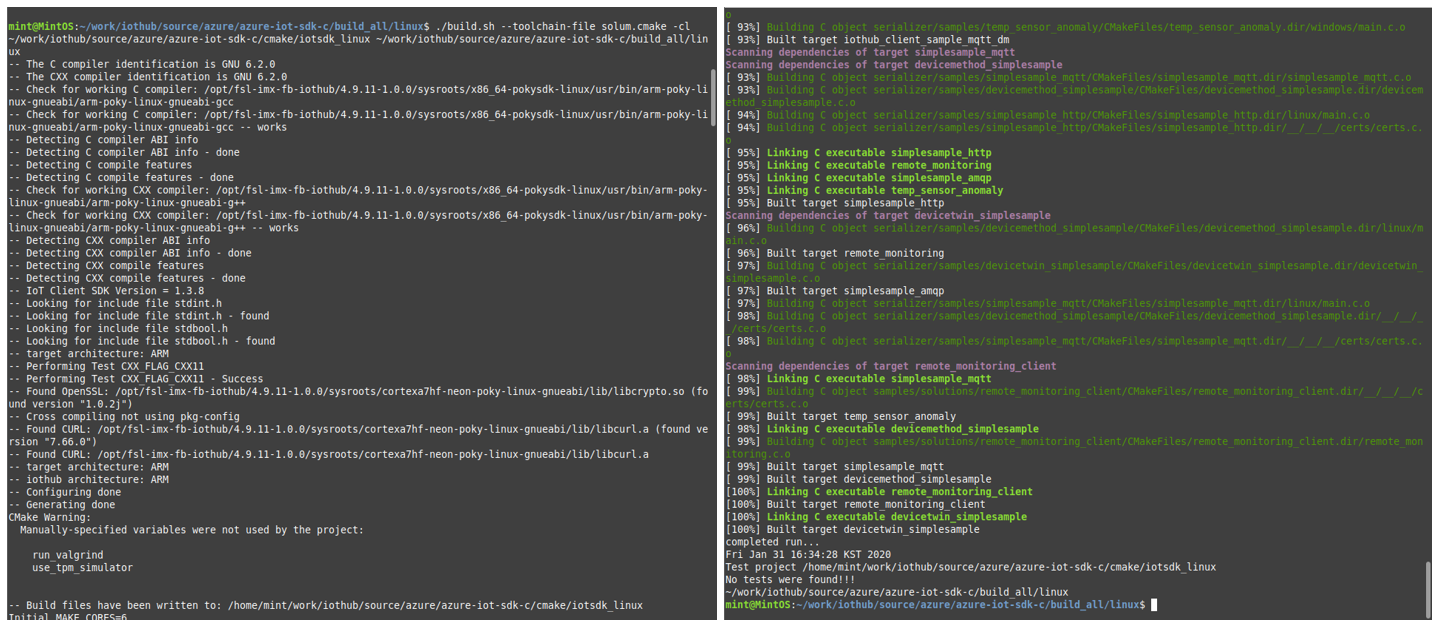 mint@MintOS:~/work/iothub/source/azure/azure-iot-sdk-c/build_all/linux$ ./build.sh --toolchain-file solum.cmake -cl
~/work/iothub/source/azure/azure-iot-sdk-c/cmake/iotsdk_linux ~/work/iothub/source/azure/azure-iot-sdk-c/build_all/lin
ux
-- The C compiler identification is GNU 6.2.0
-- The CXX compiler identification is GNU 6.2.0
-- Check for working C compiler: /opt/fsl-imx-fb-iothub/4.9.11-1.0.0/sysroots/x86_64-pokysdk-linux/usr/bin/arm-poky-li
nux-gnueabi/arm-poky-linux-gnueabi-gcc
-- Check for working C compiler: /opt/fsl-imx-fb-iothub/4.9.11-1.0.0/sysroots/x86_64-pokysdk-linux/usr/bin/arm-poky-li
nux-gnueabi/arm-poky-linux-gnueabi-gcc -- works
-- Detecting C compiler ABI info
-- Detecting C compiler ABI info - done
-- Detecting C compile features
-- Detecting C compile features - done
-- Check for working CXX compiler: /opt/fsl-imx-fb-iothub/4.9.11-1.0.0/sysroots/x86_64-pokysdk-linux/usr/bin/arm-poky-
linux-gnueabi/arm-poky-linux-gnueabi-g++
-- Check for working CXX compiler: /opt/fsl-imx-fb-iothub/4.9.11-1.0.0/sysroots/x86_64-pokysdk-linux/usr/bin/arm-poky-
linux-gnueabi/arm-poky-linux-gnueabi-g++ -- works
-- Detecting CXX compiler ABI info
-- Detecting CXX compiler ABI info - done
-- Detecting CXX compile features
-- Detecting CXX compile features - done
-- IoT Client SDK Version = 1.3.8
-- Looking for include file stdint.h
-- Looking for include file stdint.h - found
-- Looking for include file stdbool.h
-- Looking for include file stdbool.h - found
-- target architecture: ARM
-- Performing Test CXX_FLAG_CXX11
-- Performing Test CXX_FLAG_CXX11 - Success
-- Found OpenSSL: /opt/fsl-imx-fb-iothub/4.9.11-1.0.0/sysroots/cortexa7hf-neon-poky-linux-gnueabi/lib/libcrypto.so (fo
und version "1.0.2j")
-- Cross compiling not using pkg-config
-- Found CURL: /opt/fsl-imx-fb-iothub/4.9.11-1.0.0/sysroots/cortexa7hf-neon-poky-linux-gnueabi/lib/libcurl.a (found ve
rsion "7.66.0")
-- Found CURL: /opt/fsl-imx-fb-iothub/4.9.11-1.0.0/sysroots/cortexa7hf-neon-poky-linux-gnueabi/lib/libcurl.a
-- target architecture: ARM
-- iothub architecture: ARM
-- Configuring done
-- Generating done
CMake Warning:
  Manually-specified variables were not used by the project:
    run_valgrind
    use_tpm_simulator
-- Build files have been written to: /home/mint/work/iothub/source/azure/azure-iot-sdk-c/cmake/iotsdk_linux
Initial MAKE_CORES=6
o
[ 93%] Building C object serializer/samples/temp_sensor_anomaly/CMakeFiles/temp_sensor_anomaly.dir/windows/main.c.o
[ 93%] Built target iothub_client_sample_mqtt_dm
Scanning dependencies of target simplesample_mqtt
Scanning dependencies of target devicemethod_simplesample
[ 93%] Building C object serializer/samples/simplesample_mqtt/CMakeFiles/simplesample_mqtt.dir/simplesample_mqtt.c.o
[ 93%] Building C object serializer/samples/devicemethod_simplesample/CMakeFiles/devicemethod_simplesample.dir/devicem
ethod_simplesample.c.o
[ 94%] Building C object serializer/samples/simplesample_http/CMakeFiles/simplesample_http.dir/linux/main.c.o
[ 94%] Building C object serializer/samples/simplesample_http/CMakeFiles/simplesample_http.dir/__/__/__/certs/certs.c.
o
[ 95%] Linking C executable simplesample_http
[ 95%] Linking C executable remote_monitoring
[ 95%] Linking C executable simplesample_amqp
[ 95%] Linking C executable temp_sensor_anomaly
[ 95%] Built target simplesample_http
Scanning dependencies of target devicetwin_simplesample
[ 96%] Building C object serializer/samples/devicemethod_simplesample/CMakeFiles/devicemethod_simplesample.dir/linux/m
ain.c.o
[ 96%] Built target remote_monitoring
[ 97%] Building C object serializer/samples/devicetwin_simplesample/CMakeFiles/devicetwin_simplesample.dir/devicetwin_
simplesample.c.o
[ 97%] Built target simplesample_amqp
[ 97%] Building C object serializer/samples/simplesample_mqtt/CMakeFiles/simplesample_mqtt.dir/linux/main.c.o
[ 98%] Building C object serializer/samples/devicemethod_simplesample/CMakeFiles/devicemethod_simplesample.dir/__/__/_
_/certs/certs.c.o
[ 98%] Building C object serializer/samples/simplesample_mqtt/CMakeFiles/simplesample_mqtt.dir/__/__/__/certs/certs.c.
o
Scanning dependencies of target remote_monitoring_client
[ 98%] Linking C executable simplesample_mqtt
[ 99%] Building C object samples/solutions/remote_monitoring_client/CMakeFiles/remote_monitoring_client.dir/__/__/__/c
erts/certs.c.o
[ 99%] Built target temp_sensor_anomaly
[ 98%] Linking C executable devicemethod_simplesample
[ 99%] Building C object samples/solutions/remote_monitoring_client/CMakeFiles/remote_monitoring_client.dir/remote_mon
itoring.c.o
[ 99%] Built target simplesample_mqtt
[ 99%] Built target devicemethod_simplesample
[100%] Linking C executable remote_monitoring_client
[100%] Built target remote_monitoring_client
[100%] Linking C executable devicetwin_simplesample
[100%] Built target devicetwin_simplesample
completed run...
Fri Jan 31 16:34:28 KST 2020
Test project /home/mint/work/iothub/source/azure/azure-iot-sdk-c/cmake/iotsdk_linux
No tests were found!!!
~/work/iothub/source/azure/azure-iot-sdk-c/build_all/linux
mint@MintOS:~/work/iothub/source/azure/azure-iot-sdk-c/build_all/linux$